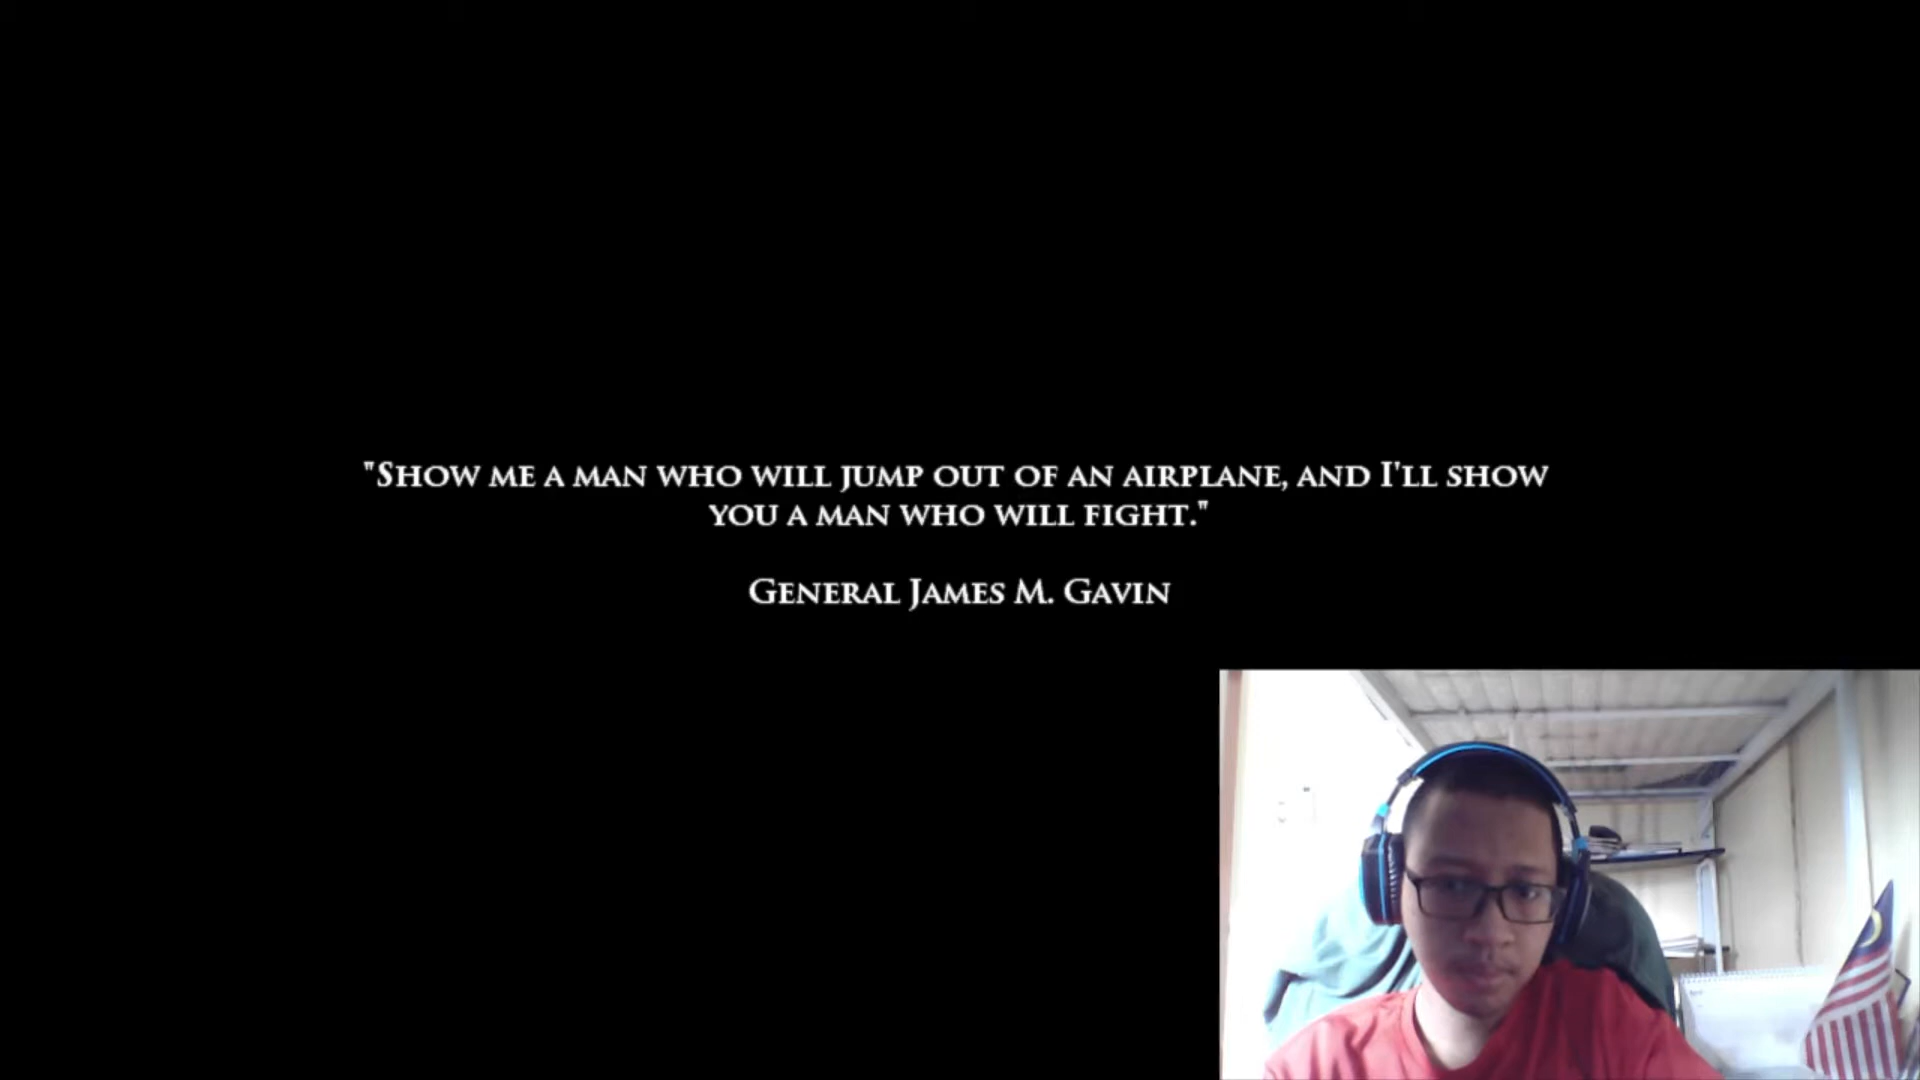 "Show me a man who will jump out of an airplane, and I'll show
you a man who will fight."
General James M. Gavin